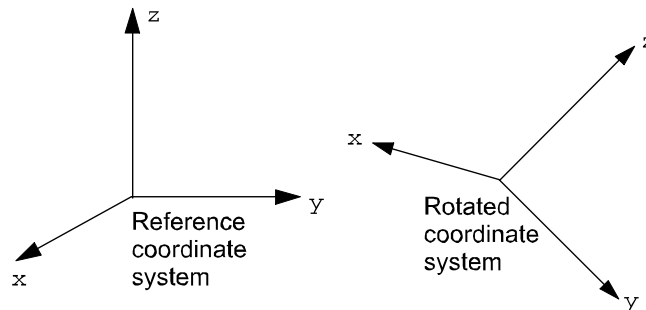 z
y
x
Reference
coordinate
system
z
x
y
Rotated
coordinate
system